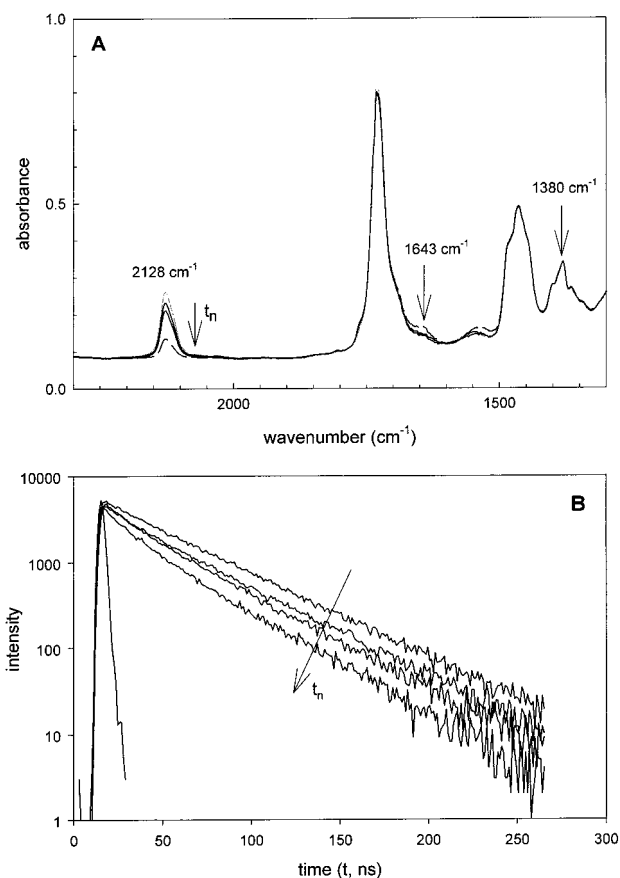 A
1.0
0.5
0.0
absorbance
2128 cm⁻¹
tₙ
1643 cm⁻¹
1380 cm⁻¹
2000
1500
wavenumber (cm⁻¹)
B
10000
1000
100
10
1
intensity
tₙ
0
50
100
150
200
250
300
time (t, ns)